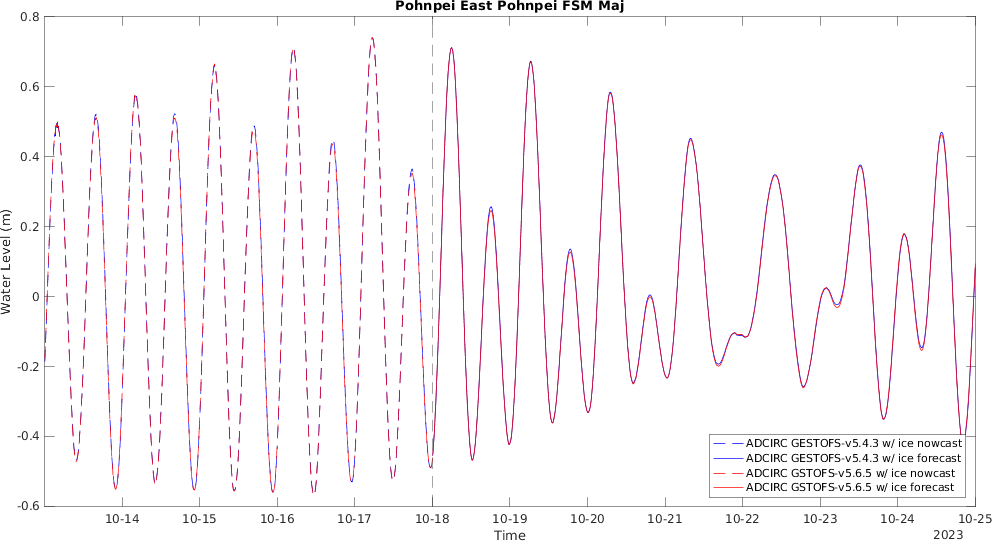 Pohnpei East Pohnpei FSM Maj
Water Level (m)
0.8
0.6
0.4
0.2
0
-0.2
-0.4
-0.6
ADCIRC GESTOFS-v5.4.3 w/ ice nowcast
ADCIRC GESTOFS-v5.4.3 w/ ice forecast
ADCIRC GSTOFS-v5.6.5 w/ ice nowcast
ADCIRC GSTOFS-v5.6.5 w/ ice forecast
10-14 10-15 10-16 10-17 10-18 10-19 10-20 10-21 10-22 10-23 10-24 10-25
Time
2023